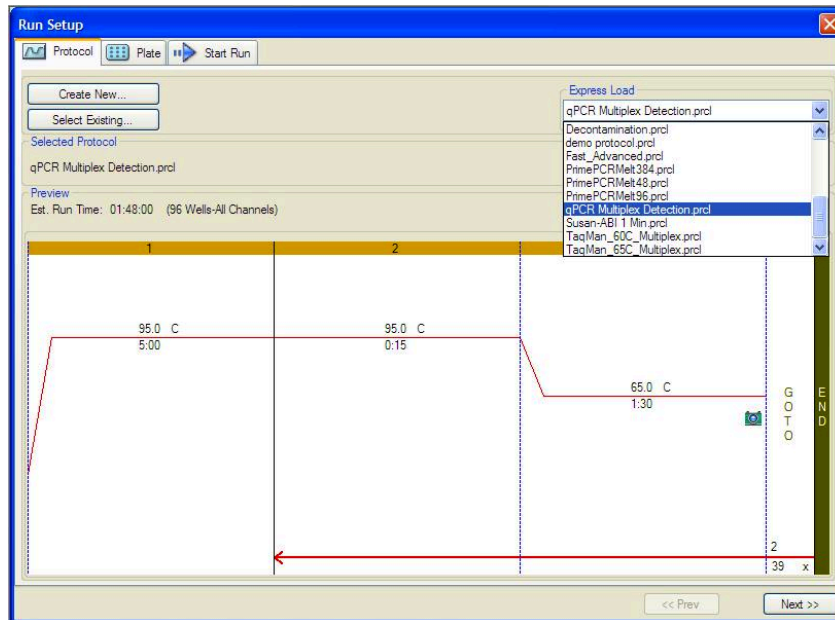 Run Setup
Protocol
Plate
Start Run
Create New...
Select Existing...
Express Load
qPCR Multiplex Detection.prcl
Decontamination.prcl
demo protocol.prcl
Fast_Advanced.prcl
PrimePCRMelt384.prcl
PrimePCRMelt48.prcl
PrimePCRMelt96.prcl
qPCR Multiplex Detection.prcl
Susan-ABI 1 Min.prcl
TaqMan_60C_Multiplex.prcl
TaqMan_65C_Multiplex.prcl
Selected Protocol
qPCR Multiplex Detection.prcl
Preview
Est. Run Time: 01:48:00 (96 Wells-All Channels)
1
2
95.0 C
5:00
95.0 C
0:15
65.0 C
1:30
GOTO
END
2
39 x
<< Prev
Next >>